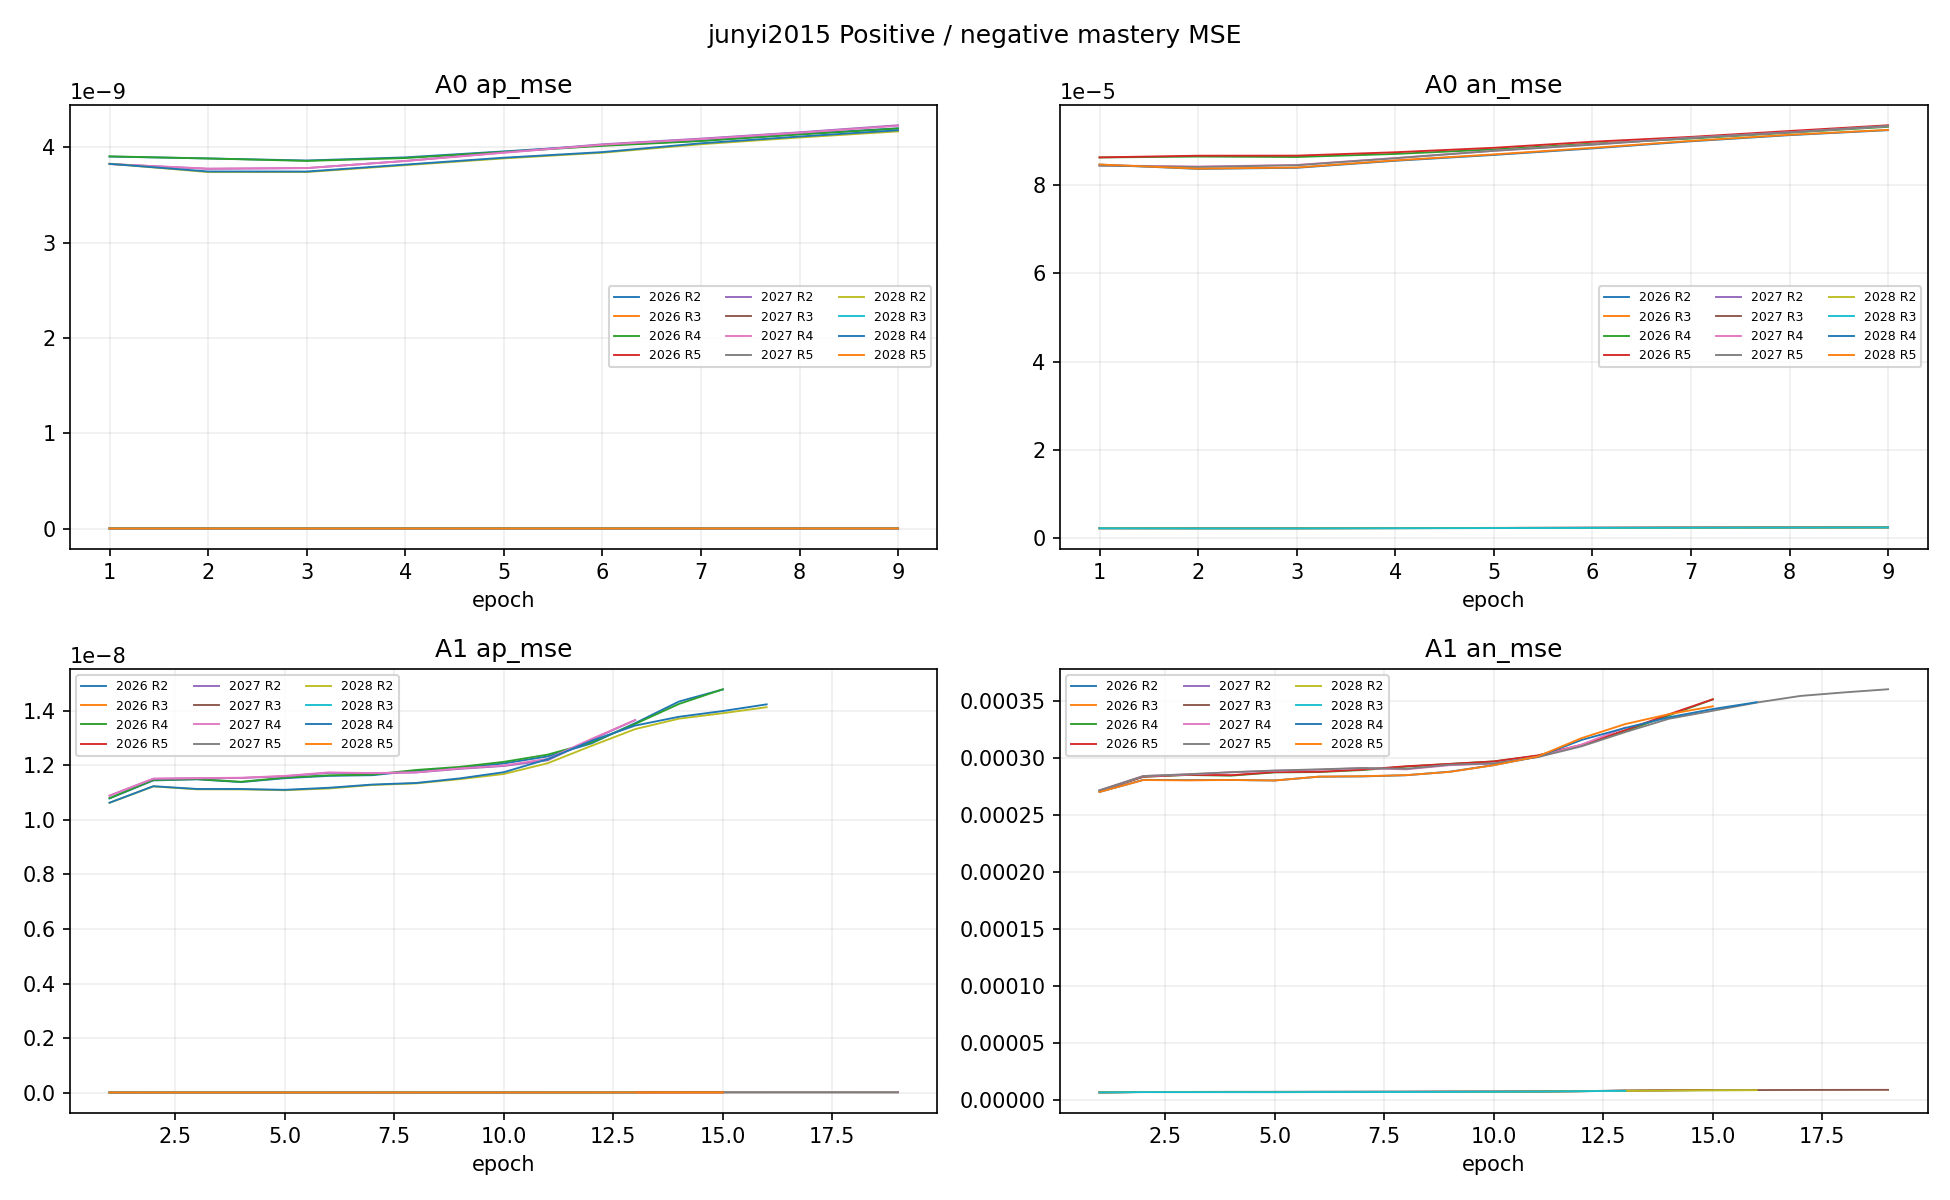 junyi2015 Positive / negative mastery MSE
A0 ap_mse
1e−9
4
3
2
1
0
2026 R2 2027 R2 2028 R2
2026 R3 2027 R3 2028 R3
2026 R4 2027 R4 2028 R4
2026 R5 2027 R5 2028 R5
1 2 3 4 5 6 7 8 9
epoch
A0 an_mse
1e−5
8
6
4
2
0
2026 R2 2027 R2 2028 R2
2026 R3 2027 R3 2028 R3
2026 R4 2027 R4 2028 R4
2026 R5 2027 R5 2028 R5
1 2 3 4 5 6 7 8 9
epoch
A1 ap_mse
1e−8
1.4
1.2
1.0
0.8
0.6
0.4
0.2
0.0
2026 R2 2027 R2 2028 R2
2026 R3 2027 R3 2028 R3
2026 R4 2027 R4 2028 R4
2026 R5 2027 R5 2028 R5
2.5 5.0 7.5 10.0 12.5 15.0 17.5
epoch
A1 an_mse
0.00035
0.00030
0.00025
0.00020
0.00015
0.00010
0.00005
0.00000
2026 R2 2027 R2 2028 R2
2026 R3 2027 R3 2028 R3
2026 R4 2027 R4 2028 R4
2026 R5 2027 R5 2028 R5
2.5 5.0 7.5 10.0 12.5 15.0 17.5
epoch